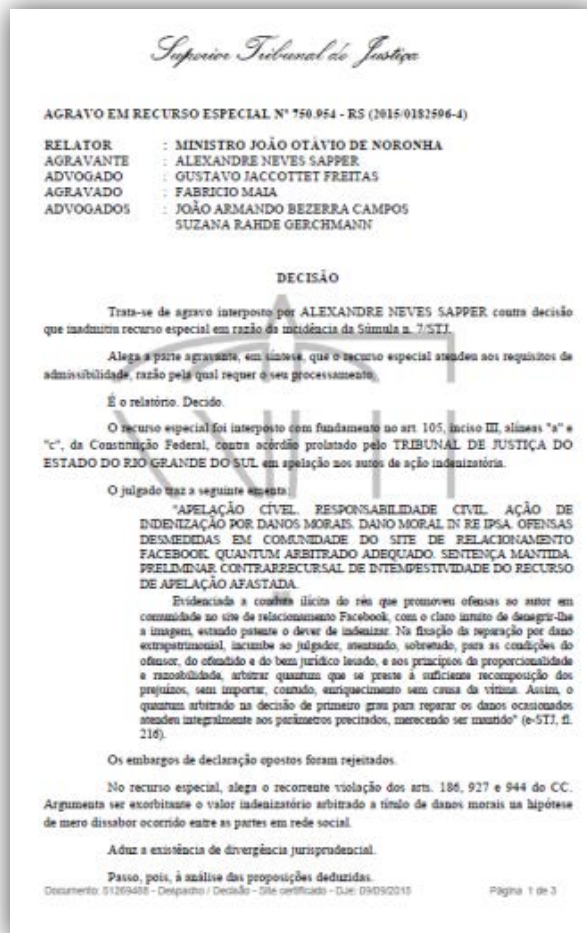 Superior Tribunal de Justiça
AGRAVO EM RECURSO ESPECIAL Nº 750.954 - RS (2015/0182596-4)
RELATOR : MINISTRO JOÃO OTÁVIO DE NORONHA
AGRAVANTE : ALEXANDRE NEVES SAPPER
ADVOGADO : GUSTAVO JACCOTTET FREITAS
AGRAVADO : FABRICIO MAIA
ADVOGADOS : JOÃO ARMANDO BEZERRA CAMPOS
SUZANA RAHDE GERCHMANN
DECISÃO
Trata-se de agravo interposto por ALEXANDRE NEVES SAPPER contra decisão
que inadmitiu recurso especial em razão da incidência da Súmula n. 7/STJ.
Alega a parte agravante, em síntese, que o recurso especial atendeu aos requisitos de
admissibilidade, razão pela qual requer o seu processamento.
É o relatório. Decido.
O recurso especial foi interposto com fundamento no art. 105, inciso III, alíneas "a" e
"c", da Constituição Federal, contra acórdão prolatado pelo TRIBUNAL DE JUSTIÇA DO
ESTADO DO RIO GRANDE DO SUL em apelação nos autos de ação indenizatória.
O julgado traz a seguinte ementa:
"APELAÇÃO CÍVEL. RESPONSABILIDADE CIVIL. AÇÃO DE
INDENIZAÇÃO POR DANOS MORAIS. DANO MORAL IN RE IPSA. OFENSAS
DESMEDIDAS EM COMUNIDADE DO SITE DE RELACIONAMENTO
FACEBOOK. QUANTUM ARBITRADO ADEQUADO. SENTENÇA MANTIDA.
PRELIMINAR CONTRARRECURSAL DE INTEMPESTIVIDADE DO RECURSO
DE APELAÇÃO AFASTADA.
Evidenciada a conduta ilícita do réu que promoveu ofensas ao autor em
comunidade no site de relacionamento Facebook, com o claro intuito de denegrir-lhe
a imagem, estando patente o dever de indenizar. Na fixação da reparação por dano
extrapatrimonial, incumbe ao julgador, atentando, sobretudo, para as condições do
ofensor, do ofendido e do bem jurídico lesado, e aos princípios da proporcionalidade
e razoabilidade, arbitrar quantum que se preste à suficiente recomposição dos
prejuízos, sem importar, contudo, enriquecimento sem causa da vítima. Assim, o
quantum arbitrado na decisão de primeiro grau para reparar os danos ocasionados
atendeu integralmente aos parâmetros precitados, merecendo ser mantido" (e-STJ, fl.
216).
Os embargos de declaração opostos foram rejeitados.
No recurso especial, alega o recorrente violação dos arts. 186, 927 e 944 do CC.
Argumenta ser exorbitante o valor indenizatório arbitrado a título de danos morais na hipótese
de mero dissabor ocorrido entre as partes em rede social.
Aduz a existência de divergência jurisprudencial.
Passo, pois, à análise das proposições deduzidas.
Documento: 51269488 - Despacho / Decisão - Site certificado - DJe: 09/09/2015 Página 1 de 3